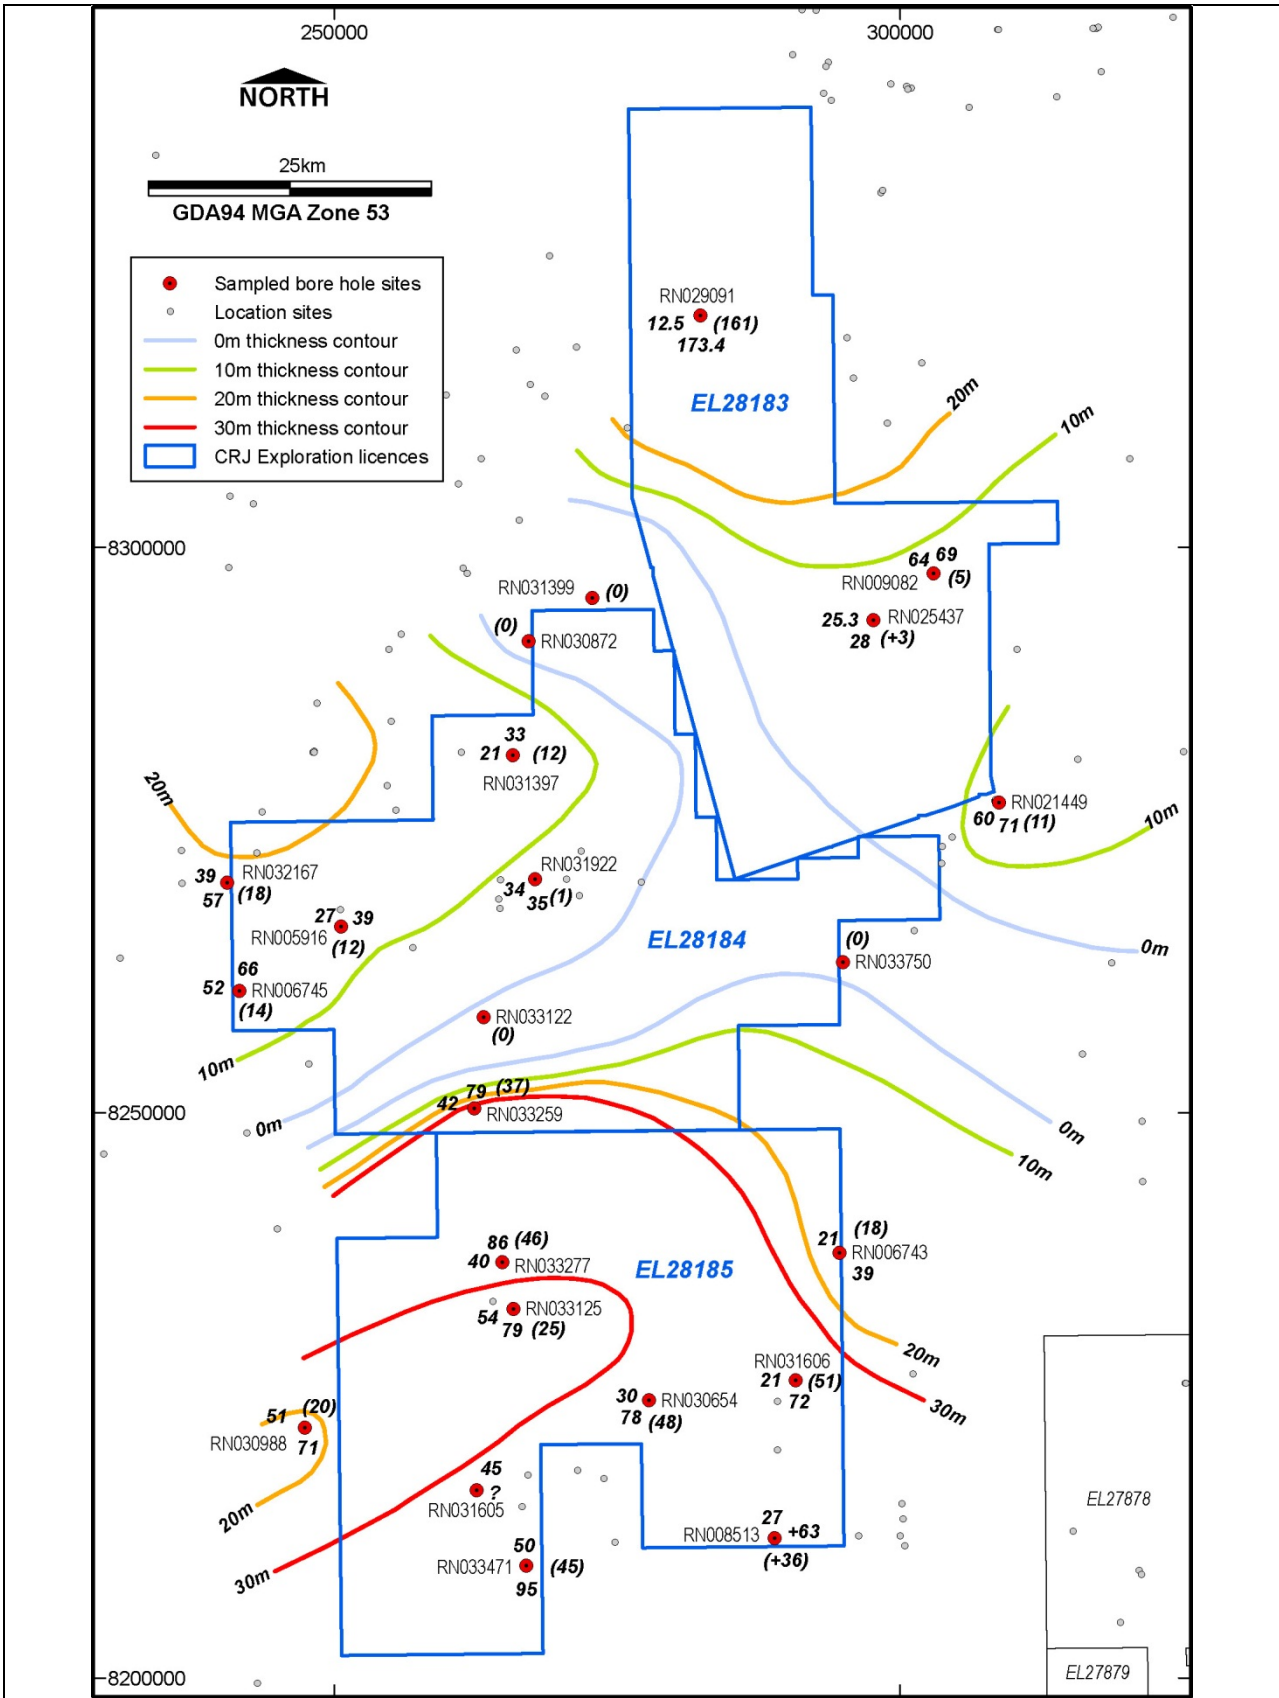 250000
300000
NORTH
25km
GDA94 MGA Zone 53
Sampled bore hole sites
Location sites
0m thickness contour
10m thickness contour
20m thickness contour
30m thickness contour
CRJ Exploration licences
RN029091
12.5 (161)
173.4
EL28183
20m
10m
8300000
64 69
RN009082 (5)
RN031399 (0)
25.3 RN025437
28 (+3)
(0) RN030872
33
21 (12)
RN031397
20m
RN021449
60 71 (11)
10m
39 RN032167
57 (18)
RN031922
34 35 (1)
27 39
RN005916
(12)
EL28184
(0)
RN033750
0m
66
52 RN006745
(14)
RN033122
(0)
10m
79 (37)
42 RN033259
8250000
0m
0m
10m
(18)
21 RN006743
39
86 (46)
40 RN033277
EL28185
RN033125
54 79 (25)
20m
RN031606
21 (51)
72
30 RN030654
78 (48)
30m
51 (20)
RN030988 71
45
?
RN031605
20m
EL27878
27
RN008513 +63
(+36)
50
RN033471 (45)
95
30m
8200000
EL27879